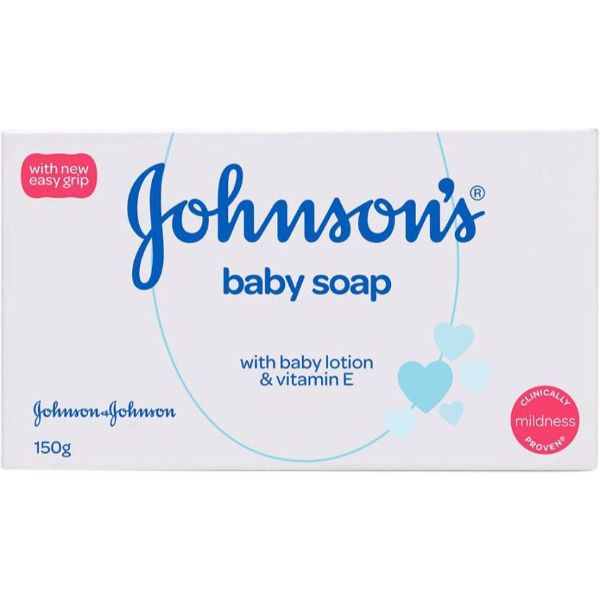 with new
easy grip
Johnson's®
baby soap
with baby lotion
& vitamin E
Johnson & Johnson
150g
CLINICALLY
mildness
PROVEN®